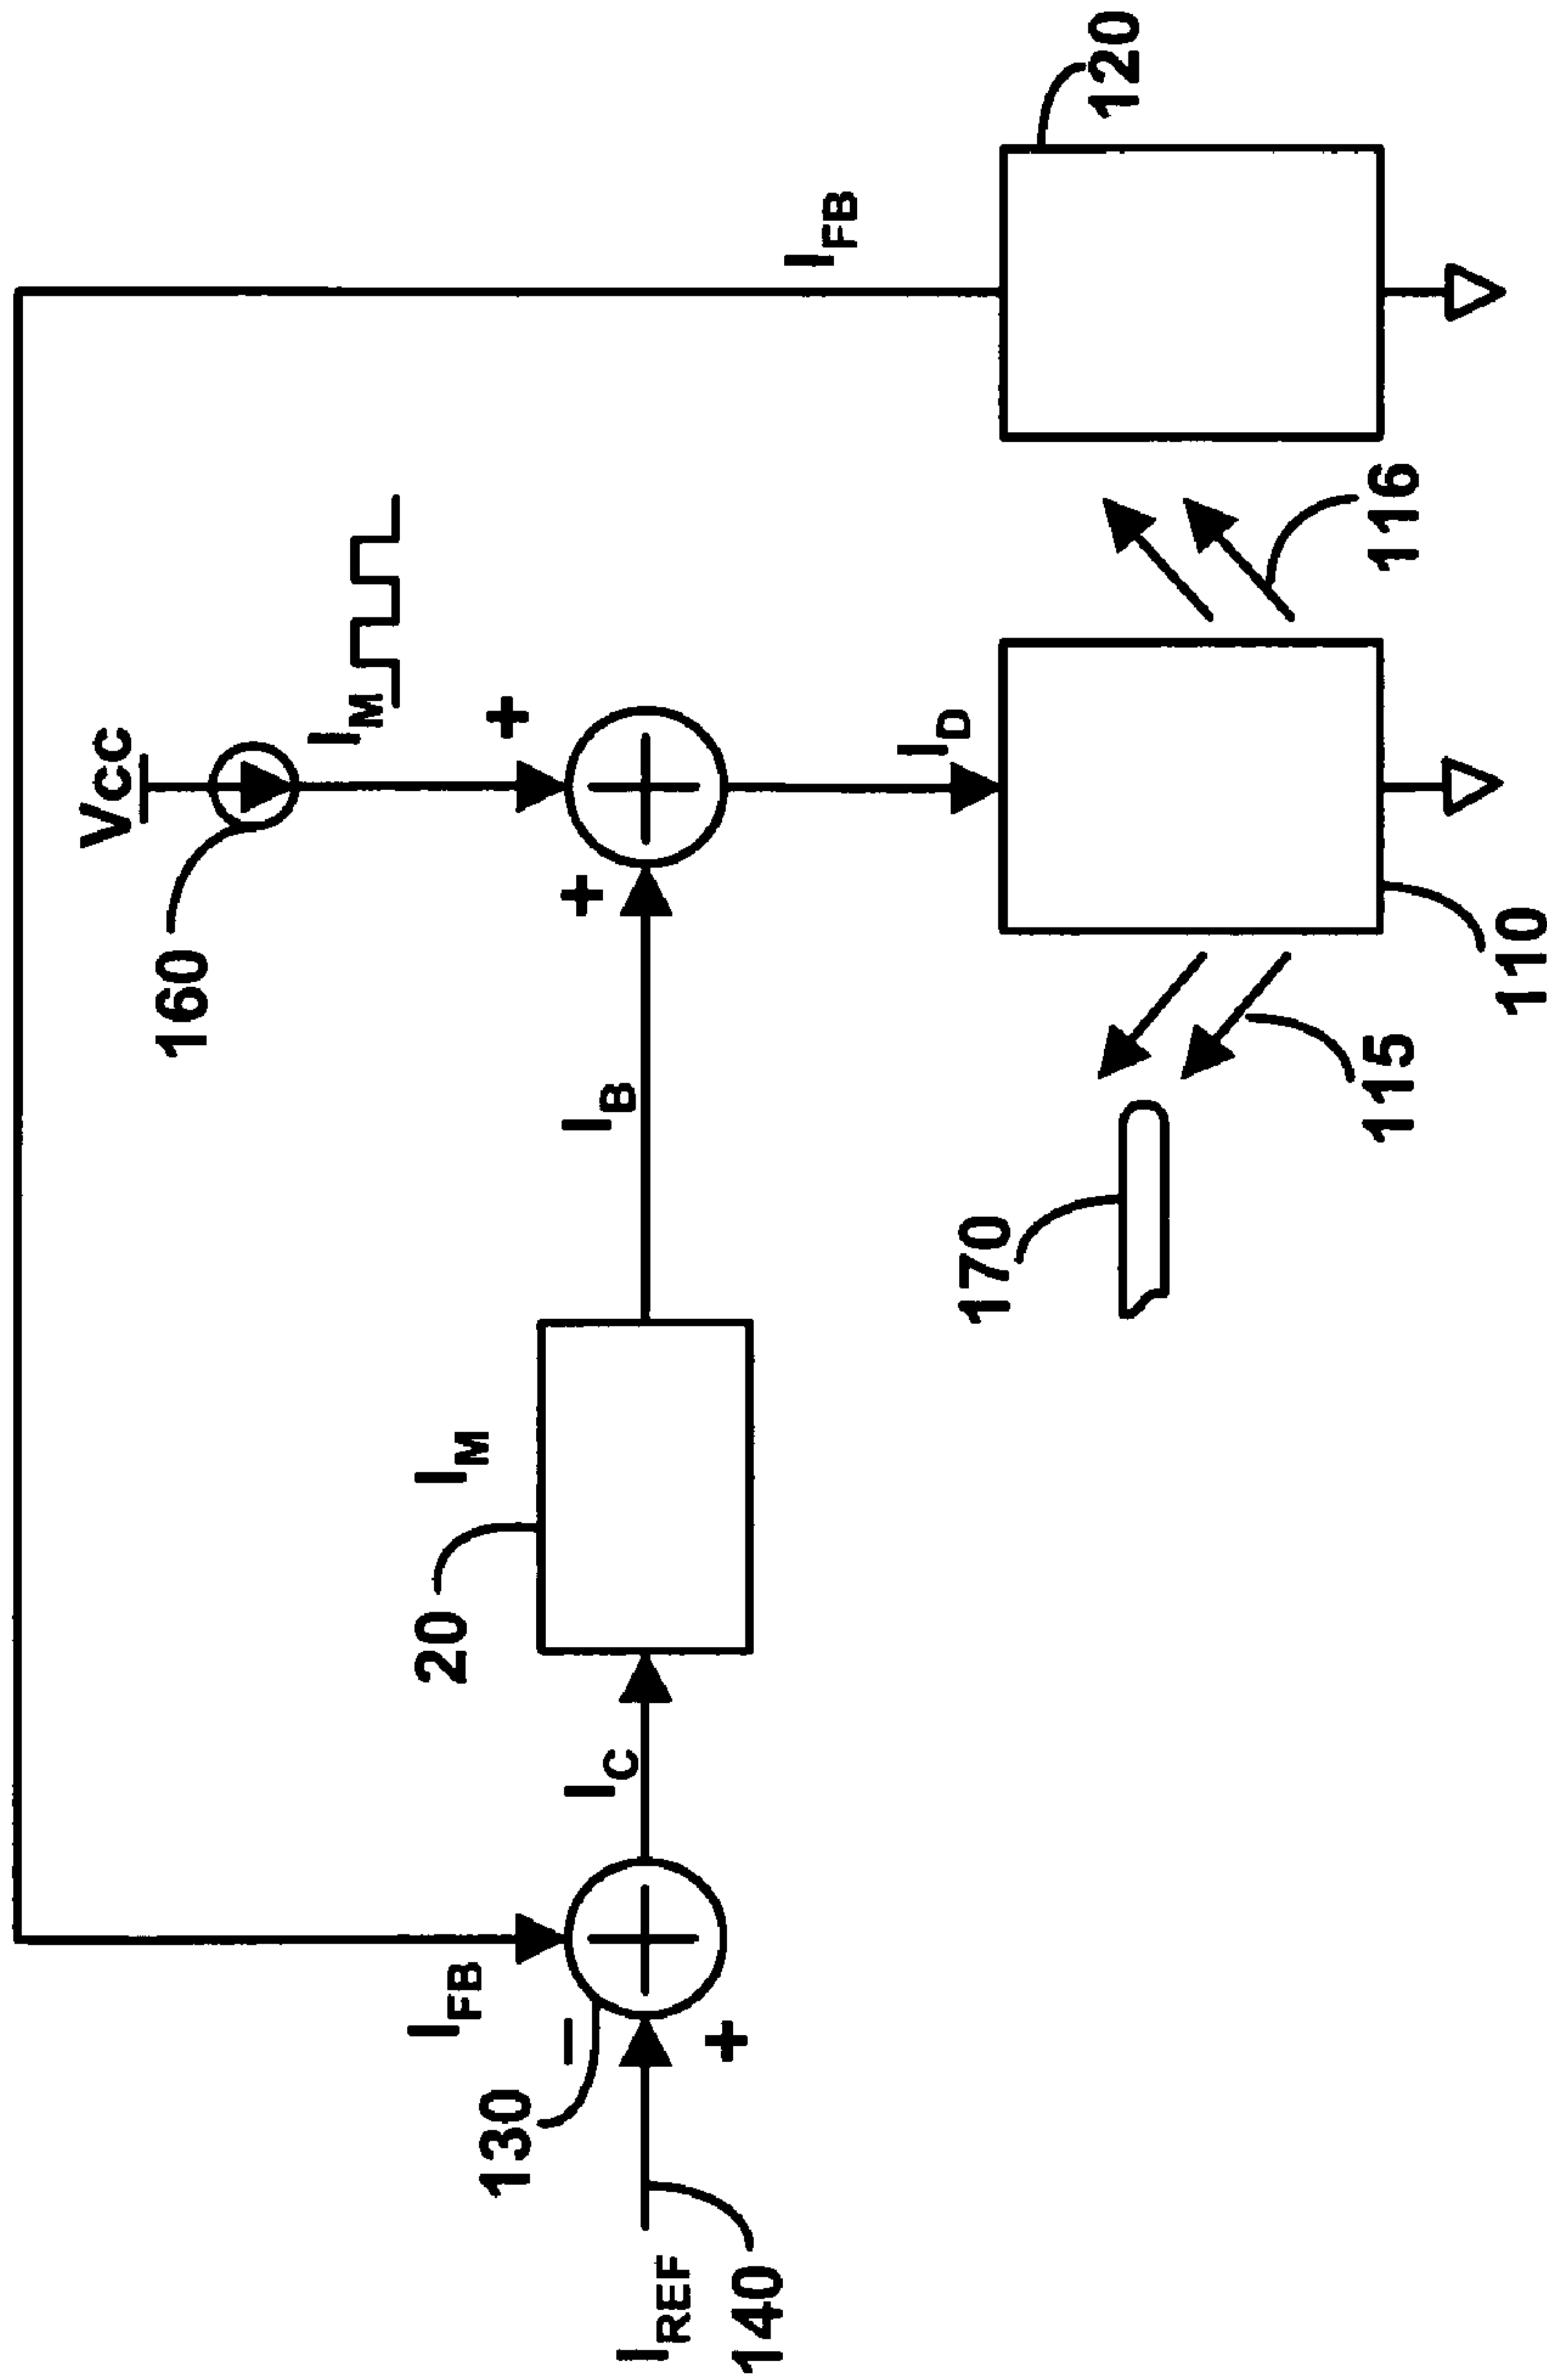 Vcc
160
I_M
+
+
I_FB
120
I_B
I_D
20
I_M
I_C
I_FB
130
−
+
I_REF
140
170
115
110
116